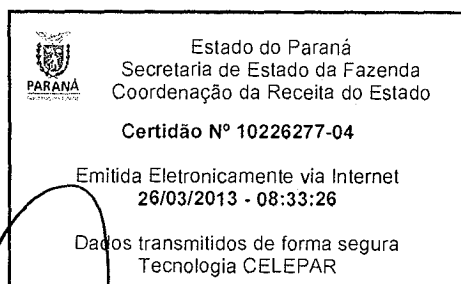 Estado do Paraná
Secretaria de Estado da Fazenda
PARANÁ
Coordenação da Receita do Estado
Certidão Nº 10226277-04
Emitida Eletronicamente via Internet
26/03/2013 - 08:33:26
Dados transmitidos de forma segura
Tecnologia CELEPAR